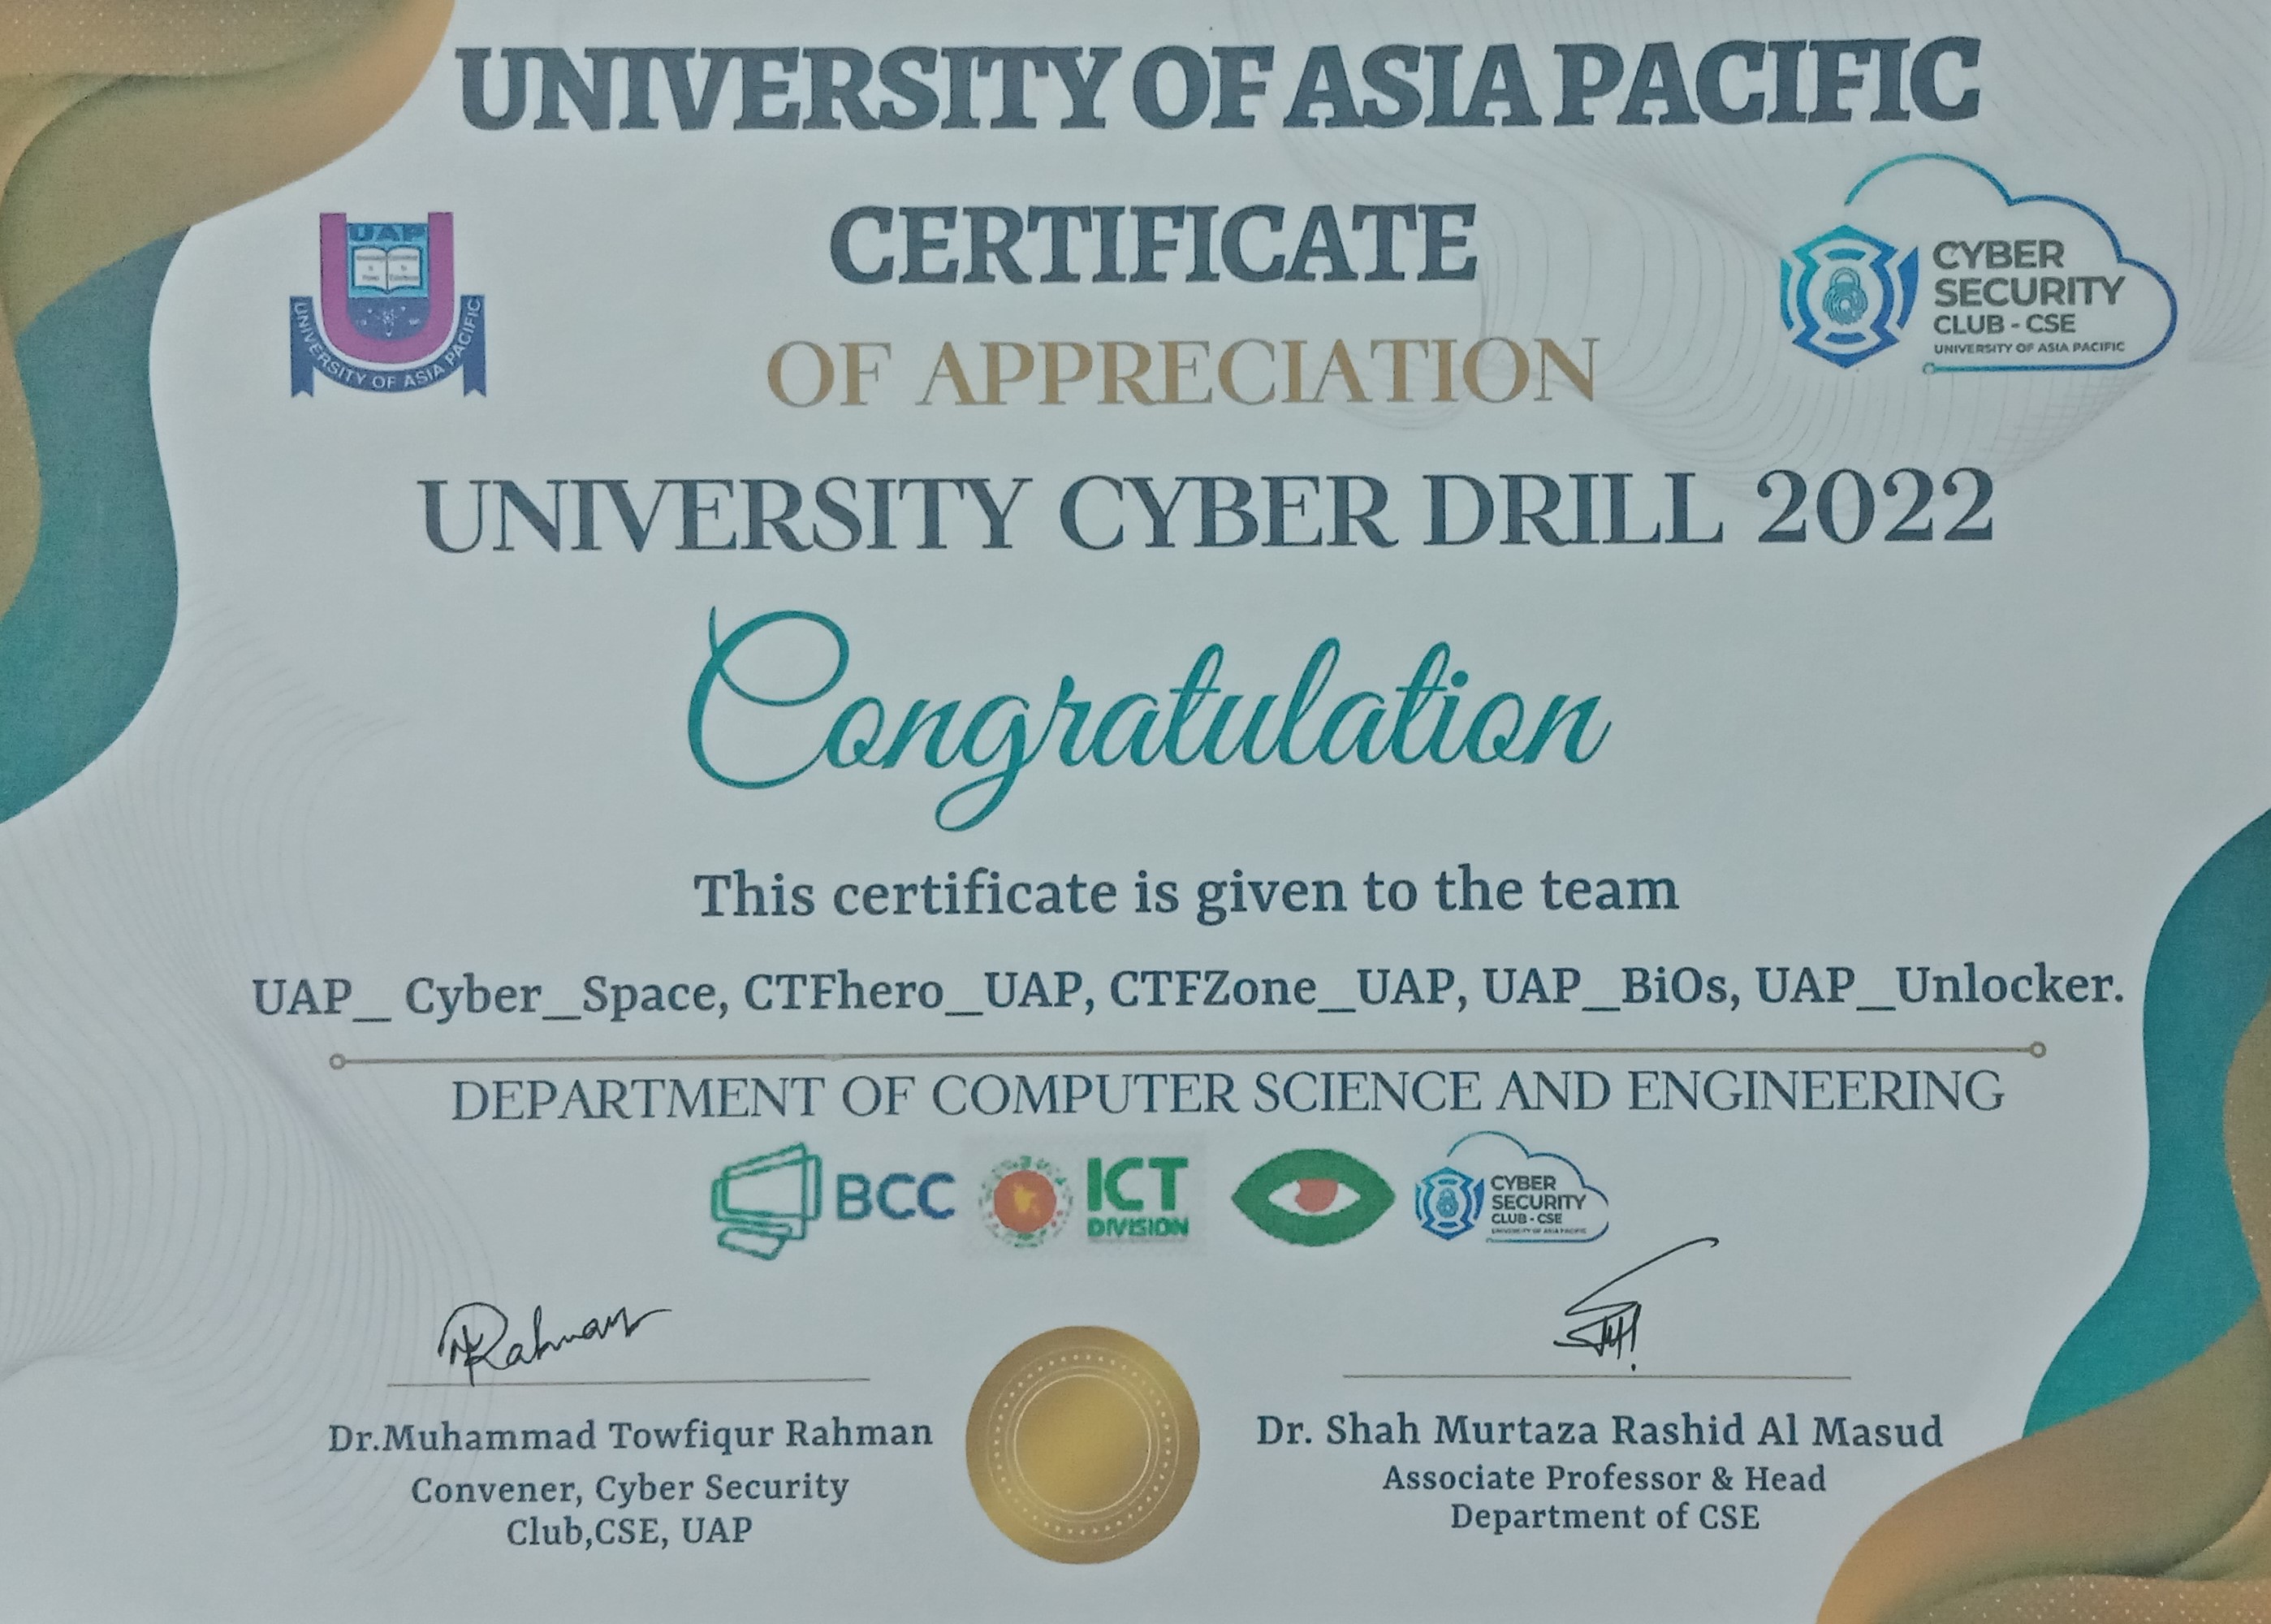 UNIVERSITY OF ASIA PACIFIC
UAP
UNIVERSITY OF ASIA PACIFIC
CERTIFICATE
OF APPRECIATION
CYBER
SECURITY
CLUB - CSE
UNIVERSITY OF ASIA PACIFIC
UNIVERSITY CYBER DRILL 2022
Congratulation
This certificate is given to the team
UAP_ Cyber_Space, CTFhero_UAP, CTFZone_UAP, UAP_BiOs, UAP_Unlocker.
DEPARTMENT OF COMPUTER SCIENCE AND ENGINEERING
BCC
ICT
DIVISION
CYBER
SECURITY
CLUB - CSE
UNIVERSITY OF ASIA PACIFIC
Rahman
Dr.Muhammad Towfiqur Rahman
Convener, Cyber Security
Club,CSE, UAP
Dr. Shah Murtaza Rashid Al Masud
Associate Professor & Head
Department of CSE